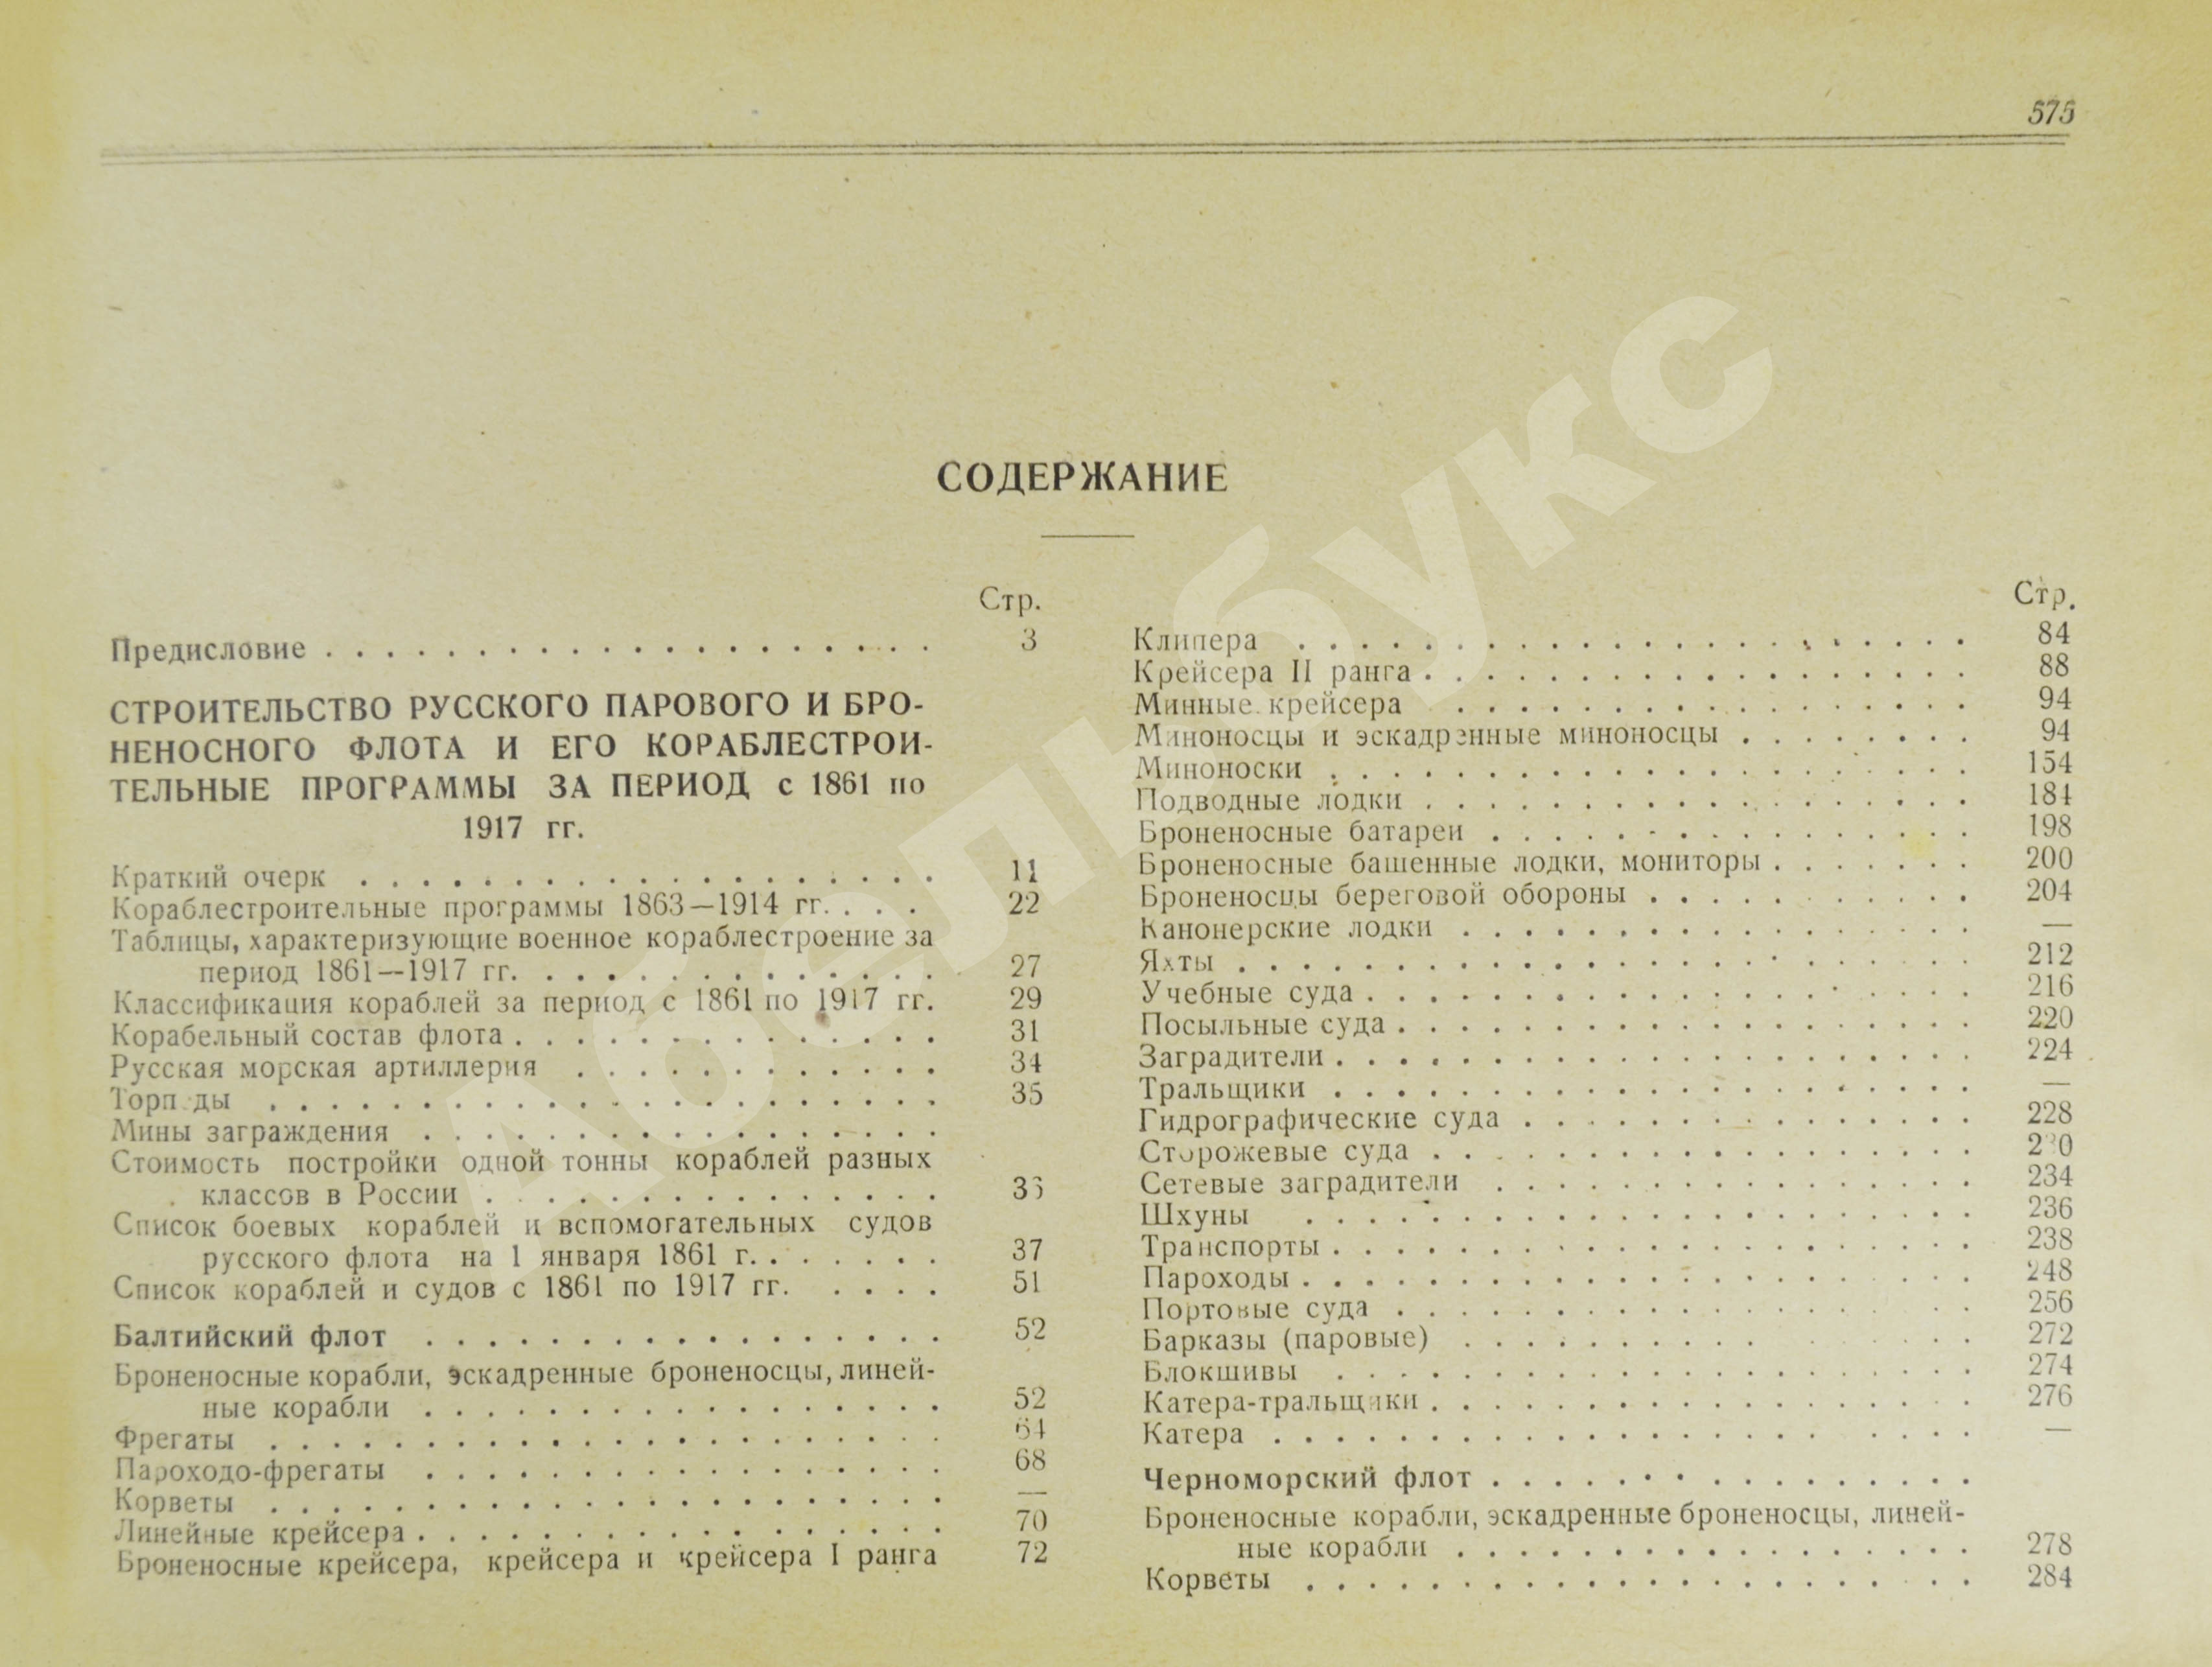 575
СОДЕРЖАНИЕ
Стр.
Предисловие . . . . . . . . . . . . . . . . . . . . 3
СТРОИТЕЛЬСТВО РУССКОГО ПАРОВОГО И БРО-
НЕНОСНОГО ФЛОТА И ЕГО КОРАБЛЕСТРОИ-
ТЕЛЬНЫЕ ПРОГРАММЫ ЗА ПЕРИОД с 1861 по
1917 гг.
Краткий очерк . . . . . . . . . . . . . . . . . . . 11
Кораблестроительные программы 1863—1914 гг. . . . 22
Таблицы, характеризующие военное кораблестроение за
период 1861—1917 гг. . . . . . . . . . . . . . . 27
Классификация кораблей за период с 1861 по 1917 гг. 29
Корабельный состав флота . . . . . . . . . . . . . . 31
Русская морская артиллерия . . . . . . . . . . . . 34
Торпеды . . . . . . . . . . . . . . . . . . . . . . 35
Мины заграждения . . . . . . . . . . . . . . . . .
Стоимость постройки одной тонны кораблей разных
классов в России . . . . . . . . . . . . . . . 36
Список боевых кораблей и вспомогательных судов
русского флота на 1 января 1861 г. . . . . . . 37
Список кораблей и судов с 1861 по 1917 гг. . . . . 51
Балтийский флот . . . . . . . . . . . . . . . . . 52
Броненосные корабли, эскадренные броненосцы, линей-
ные корабли . . . . . . . . . . . . . . . . . 52
Фрегаты . . . . . . . . . . . . . . . . . . . . . . 64
Пароходо-фрегаты . . . . . . . . . . . . . . . . . 68
Корветы . . . . . . . . . . . . . . . . . . . . . . —
Линейные крейсера . . . . . . . . . . . . . . . . . 70
Броненосные крейсера, крейсера и крейсера I ранга 72
Стр.
Клипера . . . . . . . . . . . . . . . . . . . . . . 84
Крейсера II ранга . . . . . . . . . . . . . . . . . . 88
Минные крейсера . . . . . . . . . . . . . . . . . 94
Миноносцы и эскадренные миноносцы . . . . . . . . 94
Миноноски . . . . . . . . . . . . . . . . . . . . . 154
Подводные лодки . . . . . . . . . . . . . . . . . . 184
Броненосные батареи . . . . . . . . . . . . . . . . 198
Броненосные башенные лодки, мониторы . . . . . . . 200
Броненосцы береговой обороны . . . . . . . . . . . 204
Канонерские лодки . . . . . . . . . . . . . . . . . —
Яхты . . . . . . . . . . . . . . . . . . . . . . . . 212
Учебные суда . . . . . . . . . . . . . . . . . . . . 216
Посыльные суда . . . . . . . . . . . . . . . . . . . 220
Заградители . . . . . . . . . . . . . . . . . . . . . 224
Тральщики . . . . . . . . . . . . . . . . . . . . . —
Гидрографические суда . . . . . . . . . . . . . . . 228
Сторожевые суда . . . . . . . . . . . . . . . . . .
Сетевые заградители . . . . . . . . . . . . . . . . 234
Шхуны . . . . . . . . . . . . . . . . . . . . . . 236
Транспорты . . . . . . . . . . . . . . . . . . . . . 238
Пароходы . . . . . . . . . . . . . . . . . . . . . . 248
Портовые суда . . . . . . . . . . . . . . . . . . . 256
Барказы (паровые) . . . . . . . . . . . . . . . . . 272
Блокшивы . . . . . . . . . . . . . . . . . . . . . 274
Катера-тральщики . . . . . . . . . . . . . . . . . . 276
Катера . . . . . . . . . . . . . . . . . . . . . . . —
Черноморский флот . . . . . . . . . . . . . . . .
Броненосные корабли, эскадренные броненосцы, линей-
ные корабли . . . . . . . . . . . . . . . . . 278
Корветы . . . . . . . . . . . . . . . . . . . . . . 284
Абельбукс